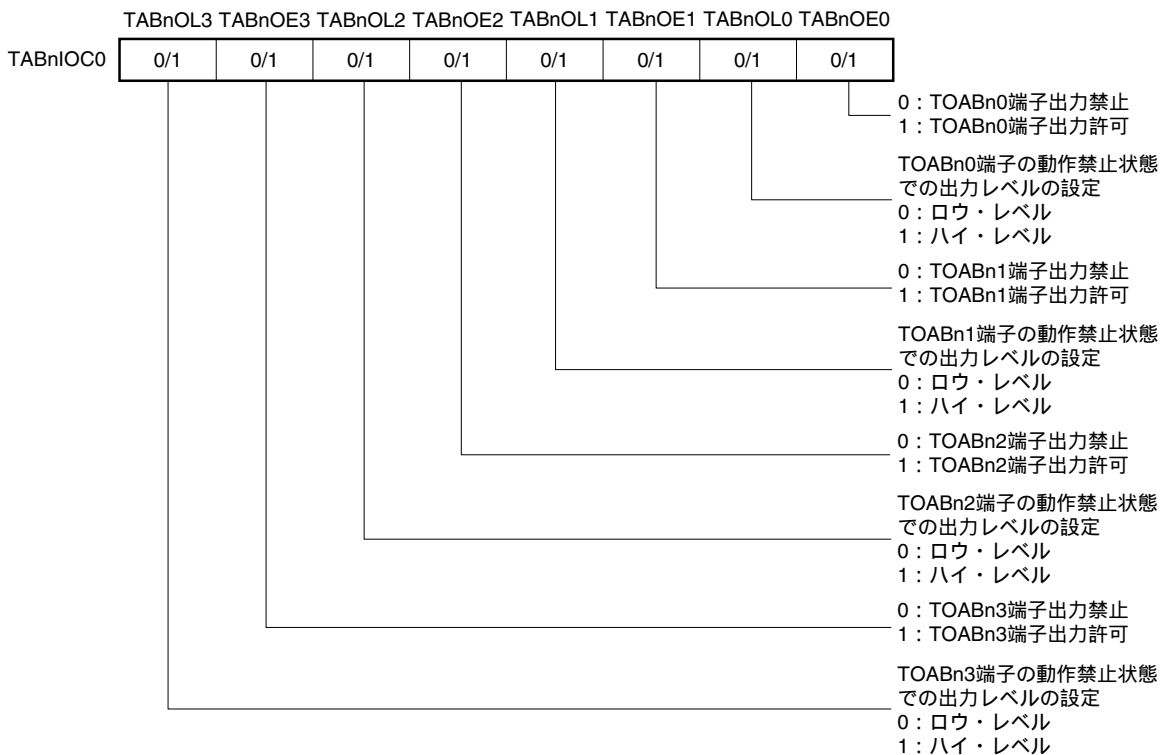 TABnOL3 TABnOE3 TABnOL2 TABnOE2 TABnOL1 TABnOE1 TABnOL0 TABnOE0
TABnIOC0 0/1 0/1 0/1 0/1 0/1 0/1 0/1 0/1
0：TOABn0端子出力禁止
1：TOABn0端子出力許可
TOABn0端子の動作禁止状態
での出力レベルの設定
0：ロウ・レベル
1：ハイ・レベル
0：TOABn1端子出力禁止
1：TOABn1端子出力許可
TOABn1端子の動作禁止状態
での出力レベルの設定
0：ロウ・レベル
1：ハイ・レベル
0：TOABn2端子出力禁止
1：TOABn2端子出力許可
TOABn2端子の動作禁止状態
での出力レベルの設定
0：ロウ・レベル
1：ハイ・レベル
0：TOABn3端子出力禁止
1：TOABn3端子出力許可
TOABn3端子の動作禁止状態
での出力レベルの設定
0：ロウ・レベル
1：ハイ・レベル